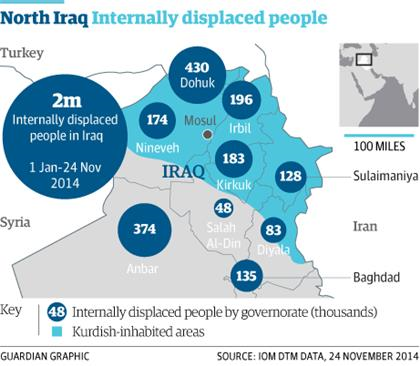 North Iraq Internally displaced people
Turkey
430
Dohuk
2m
Internally displaced
people in Iraq
1 Jan-24 Nov
2014
174
Nineveh
Mosul
196
Irbil
100 MILES
183
Kirkuk
IRAQ
128
Sulaimaniya
Syria
374
Anbar
48
Salah
Al-Din
83
Diyala
Iran
135
Baghdad
Key
48 Internally displaced people by governorate (thousands)
Kurdish-inhabited areas
GUARDIAN GRAPHIC
SOURCE: IOM DTM DATA, 24 NOVEMBER 2014